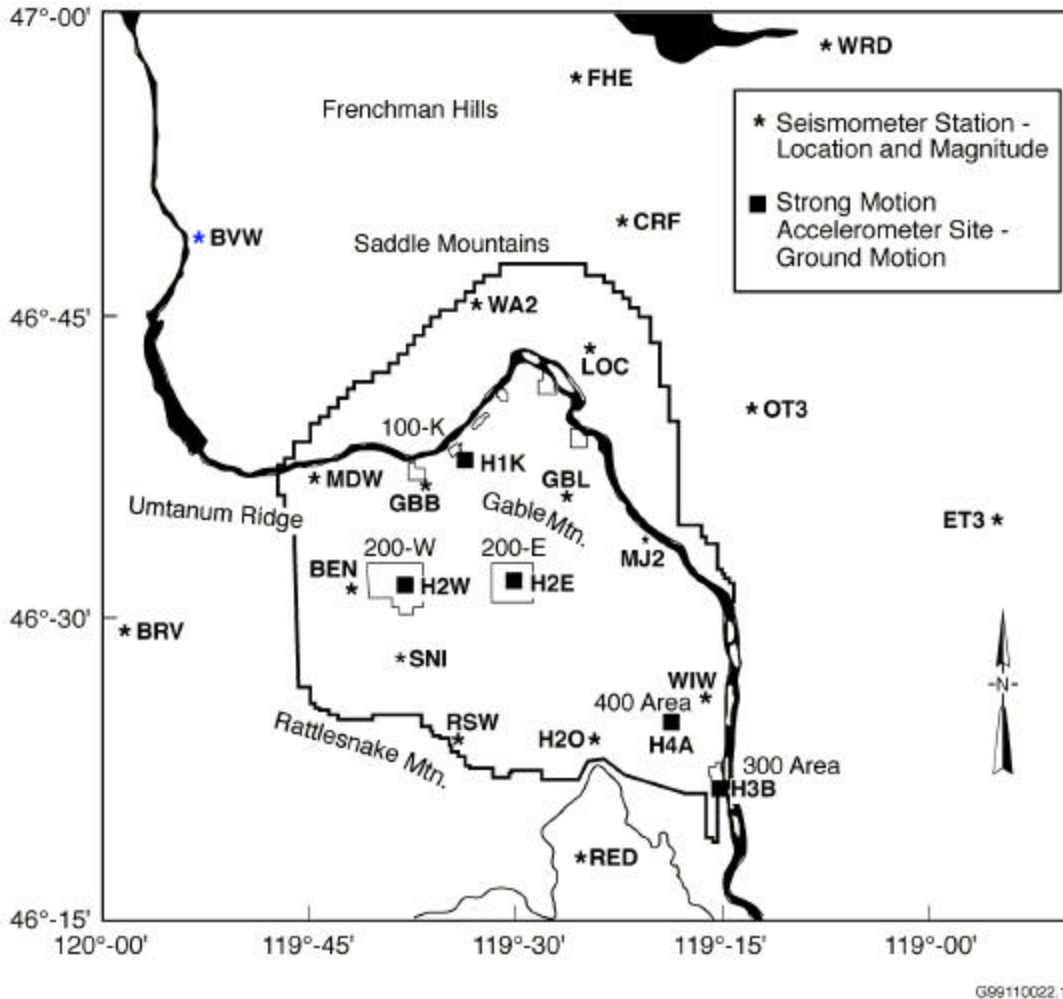 47°-00'
WRD
FHE
Frenchman Hills
* Seismometer Station -
Location and Magnitude
■ Strong Motion
Accelerometer Site -
Ground Motion
CRF
BVW
Saddle Mountains
WA2
46°-45'
LOC
OT3
100-K
H1K
MDW
GBB
GBL
Umtanum Ridge
Gable Mtn.
ET3
200-W
200-E
MJ2
BEN
H2W
H2E
46°-30'
BRV
SNI
WIW
400 Area
RSW
H2O
H4A
Rattlesnake Mtn.
300 Area
H3B
-N-
RED
46°-15'
120°-00'
119°-45'
119°-30'
119°-15'
119°-00'